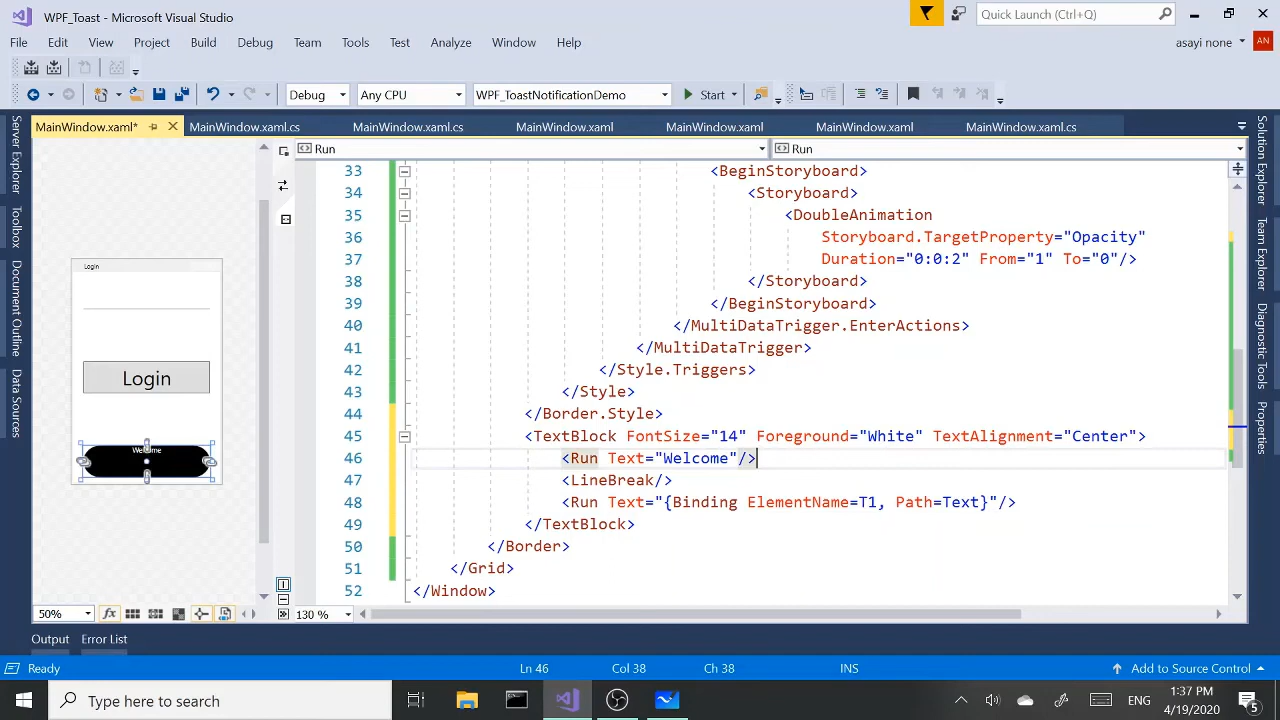 WPF_Toast - Microsoft Visual Studio
Quick Launch (Ctrl+Q)
File Edit View Project Build Debug Team Tools Test Analyze Window Help
asayi none
AN
Debug
Any CPU
WPF_ToastNotificationDemo
Start
MainWindow.xaml*
MainWindow.xaml.cs
MainWindow.xaml.cs
MainWindow.xaml
MainWindow.xaml
MainWindow.xaml
MainWindow.xaml.cs
Server Explorer
Toolbox
Document Outline
Data Sources
Run
Run
33 <BeginStoryboard>
34 <Storyboard>
35 <DoubleAnimation
36 Storyboard.TargetProperty="Opacity"
37 Duration="0:0:2" From="1" To="0"/>
38 </Storyboard>
39 </BeginStoryboard>
40 </MultiDataTrigger.EnterActions>
41 </MultiDataTrigger>
42 </Style.Triggers>
43 </Style>
44 </Border.Style>
45 <TextBlock FontSize="14" Foreground="White" TextAlignment="Center">
46 <Run Text="Welcome"/>
47 <LineBreak/>
48 <Run Text="{Binding ElementName=T1, Path=Text}"/>
49 </TextBlock>
50 </Border>
51 </Grid>
52 </Window>
Login
Login
Welcome
Solution Explorer
Team Explorer
Diagnostic Tools
Properties
50%
fx
130 %
Output
Error List
Ready
Ln 46
Col 38
Ch 38
INS
Add to Source Control
Type here to search
ENG
1:37 PM
4/19/2020
5